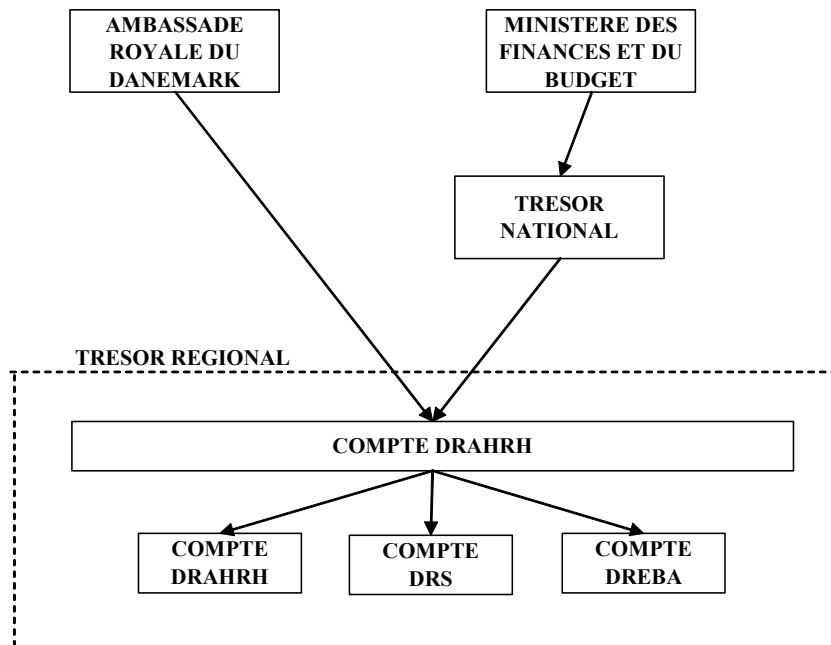 AMBASSADE
ROYALE DU
DANEMARK
MINISTERE DES
FINANCES ET DU
BUDGET
TRESOR
NATIONAL
TRESOR REGIONAL
COMPTE DRAHRH
COMPTE
DRAHRH
COMPTE
DRS
COMPTE
DREBA